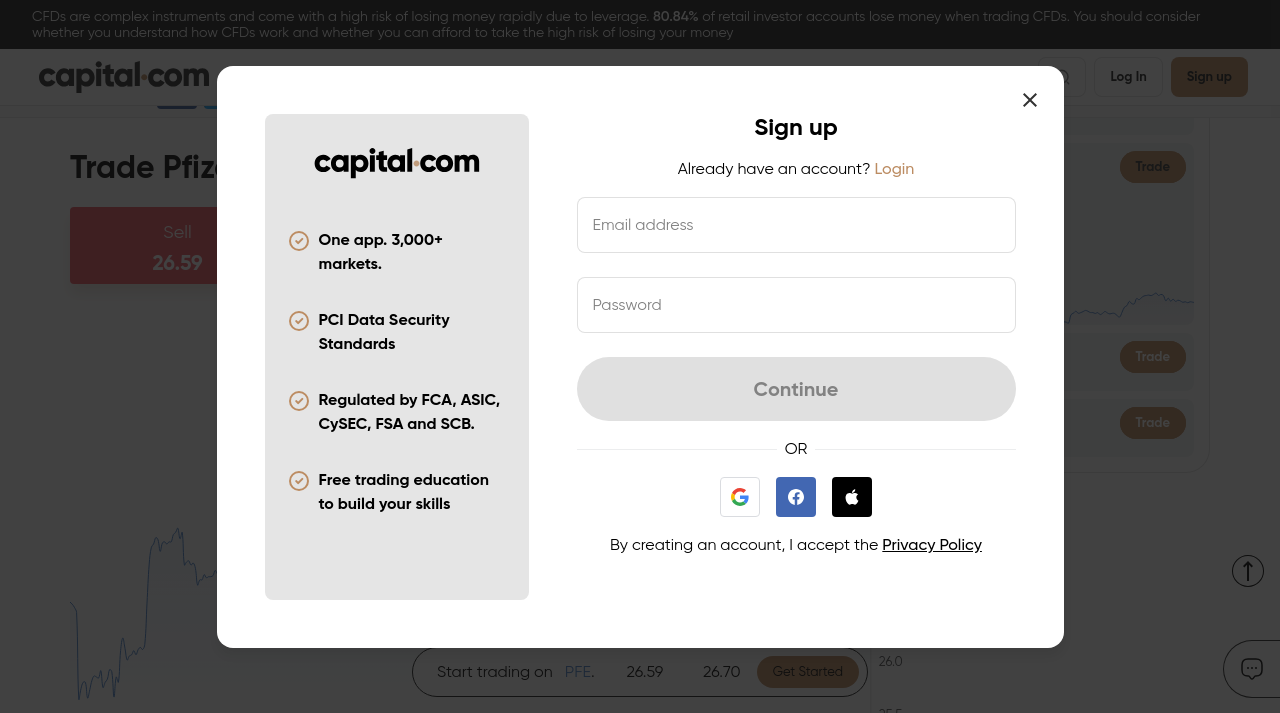 CFDs are complex instruments and come with a high risk of losing money rapidly due to leverage. 80.84% of retail investor accounts lose money when trading CFDs. You should consider
whether you understand how CFDs work and whether you can afford to take the high risk of losing your money
capital.com
Log In
Sign up
Trade Pfize
Sell
26.59
Trade
Trade
Trade
capital.com
One app. 3,000+
markets.
PCI Data Security
Standards
Regulated by FCA, ASIC,
CySEC, FSA and SCB.
Free trading education
to build your skills
Sign up
Already have an account? Login
Email address
Password
Continue
OR
By creating an account, I accept the Privacy Policy
Start trading on PFE. 26.59 26.70 Get Started
26.0
25.5